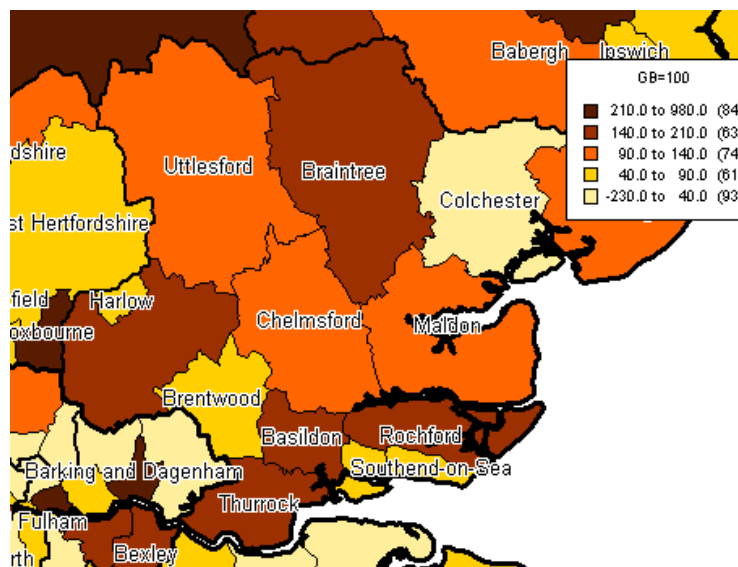 Babergh
Ipswich
GB=100
210.0 to 980.0 (84
140.0 to 210.0 (63
90.0 to 140.0 (74
40.0 to 90.0 (61
-230.0 to 40.0 (93
dshire
Uttlesford
Braintree
Colchester
st Hertfordshire
field
Harlow
oxbourne
Chelmsford
Maldon
Brentwood
Basildon
Rochford
Barking and Dagenham
Southend-on-Sea
Thurrock
Fulham
Bexley
rth